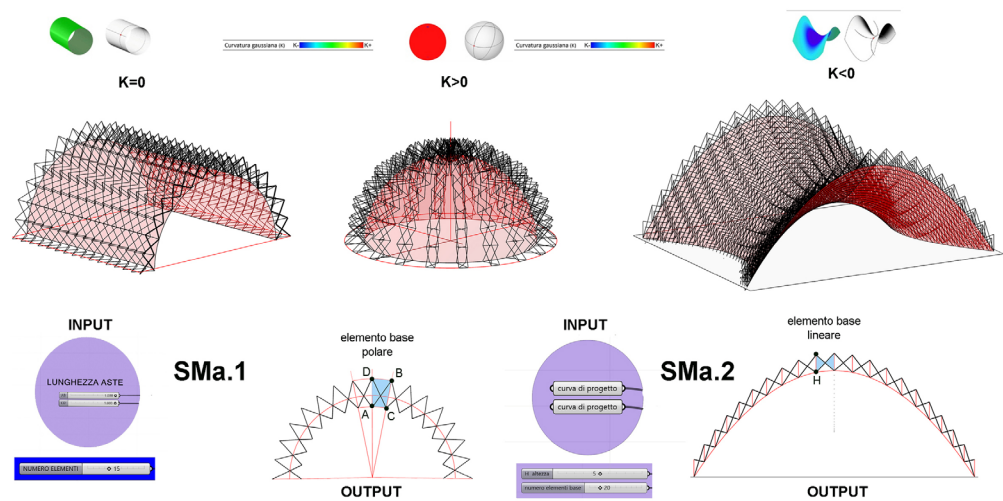 Curvatura gaussiana (K) K- K+
Curvatura gaussiana (K) K- K+
K=0
K>0
K<0
INPUT
LUNGHEZZA ASTE
NUMERO ELEMENTI 15
SMa.1
elemento base
polare
D
B
A
C
OUTPUT
INPUT
curva di progetto
curva di progetto
H_altezza 5
numero elementi base 20
SMa.2
elemento base
lineare
H
OUTPUT